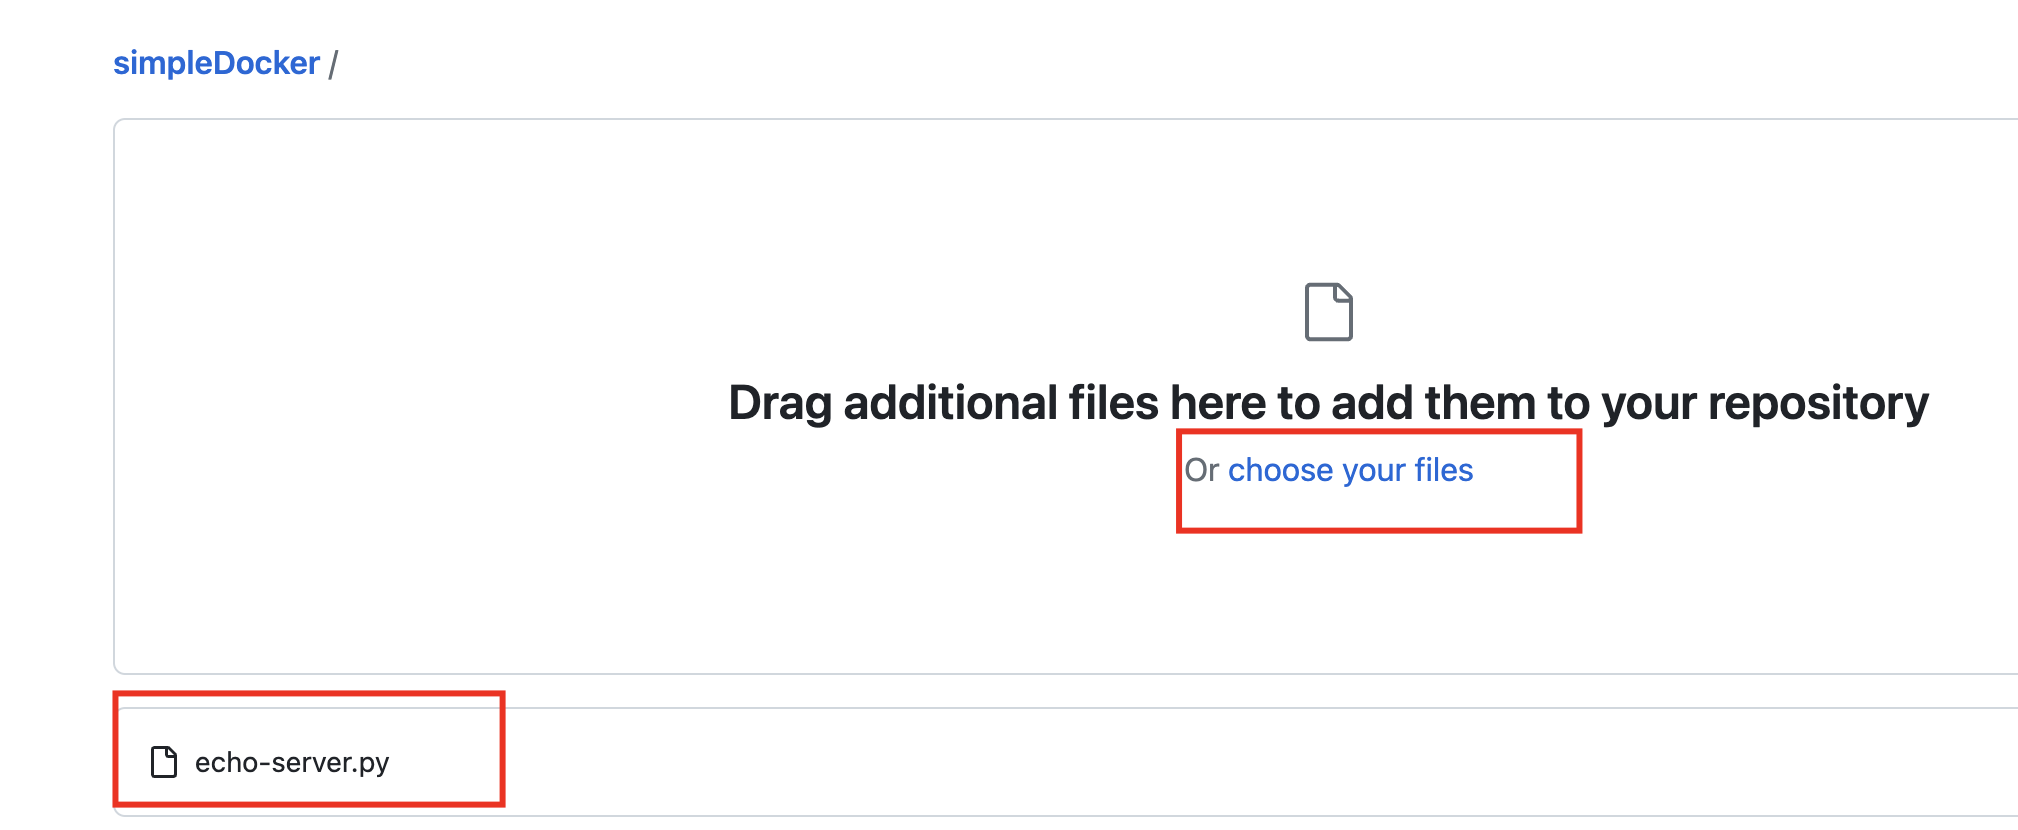 simpleDocker /
Drag additional files here to add them to your repository
Or choose your files
echo-server.py